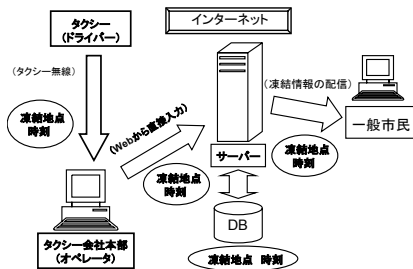 タクシー
(ドライバー)
インターネット
(タクシー無線)
凍結地点
時刻
(Webから直接入力)
凍結地点
時刻
サーバー
(凍結情報の配信)
凍結地点
時刻
一般市民
タクシー会社本部
(オペレータ)
DB
凍結地点 時刻